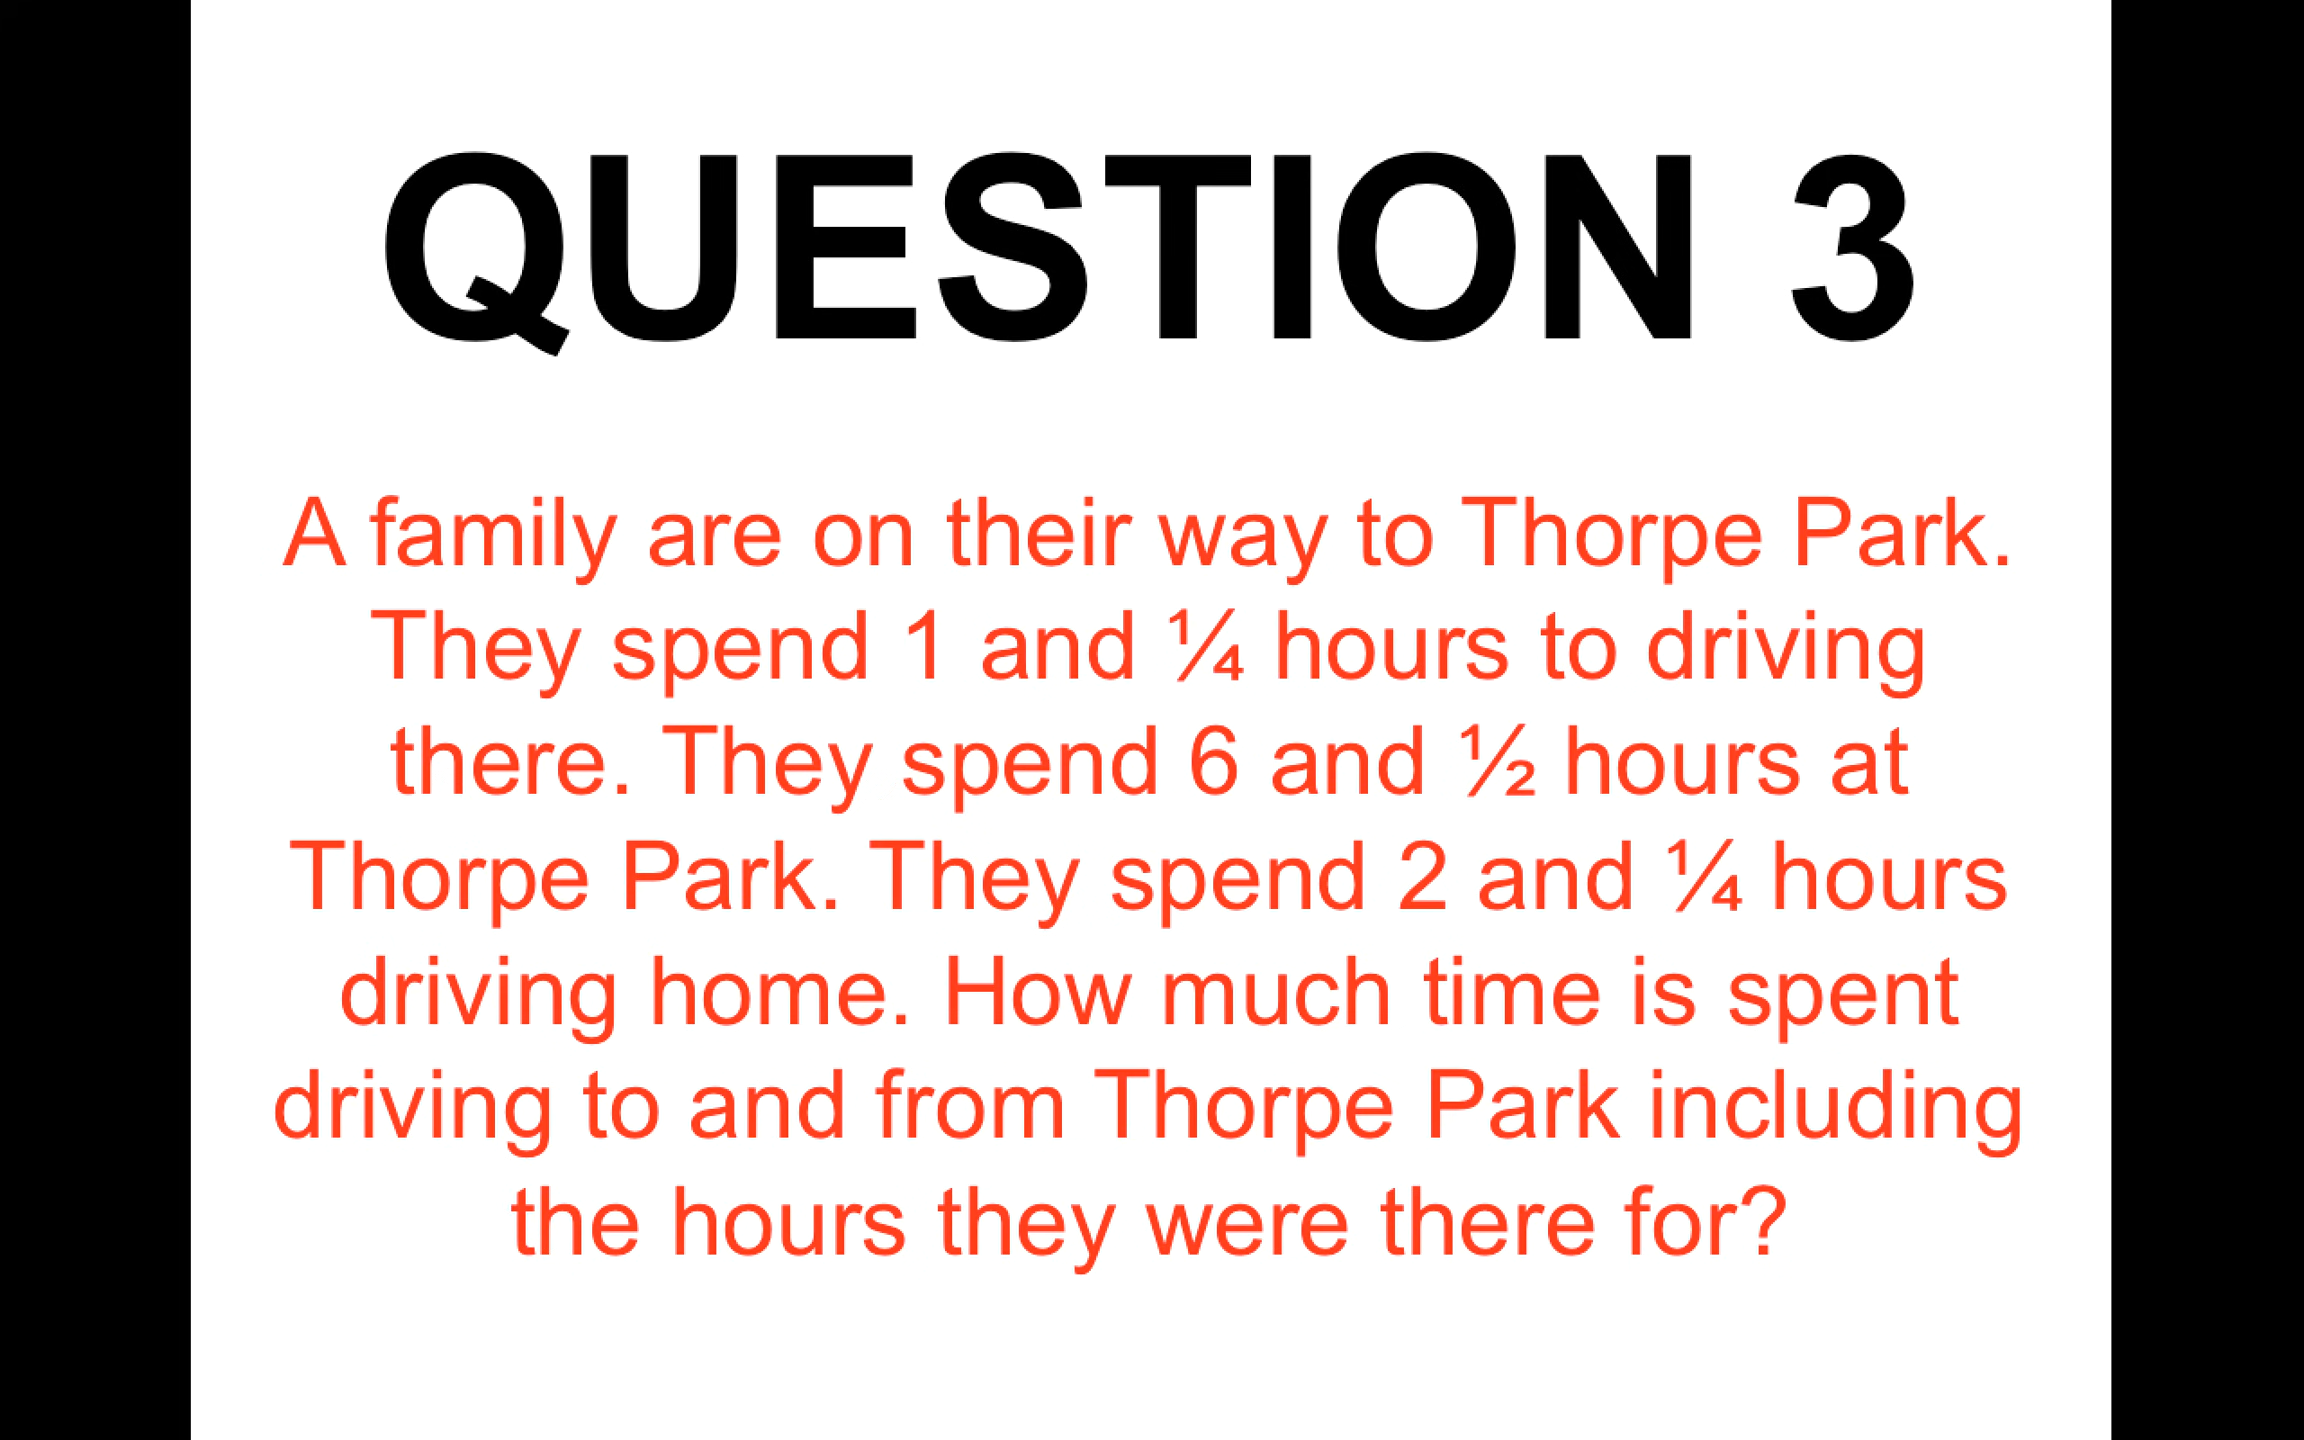 QUESTION 3
A family are on their way to Thorpe Park.
They spend 1 and ¼ hours to driving
there. They spend 6 and ½ hours at
Thorpe Park. They spend 2 and ¼ hours
driving home. How much time is spent
driving to and from Thorpe Park including
the hours they were there for?